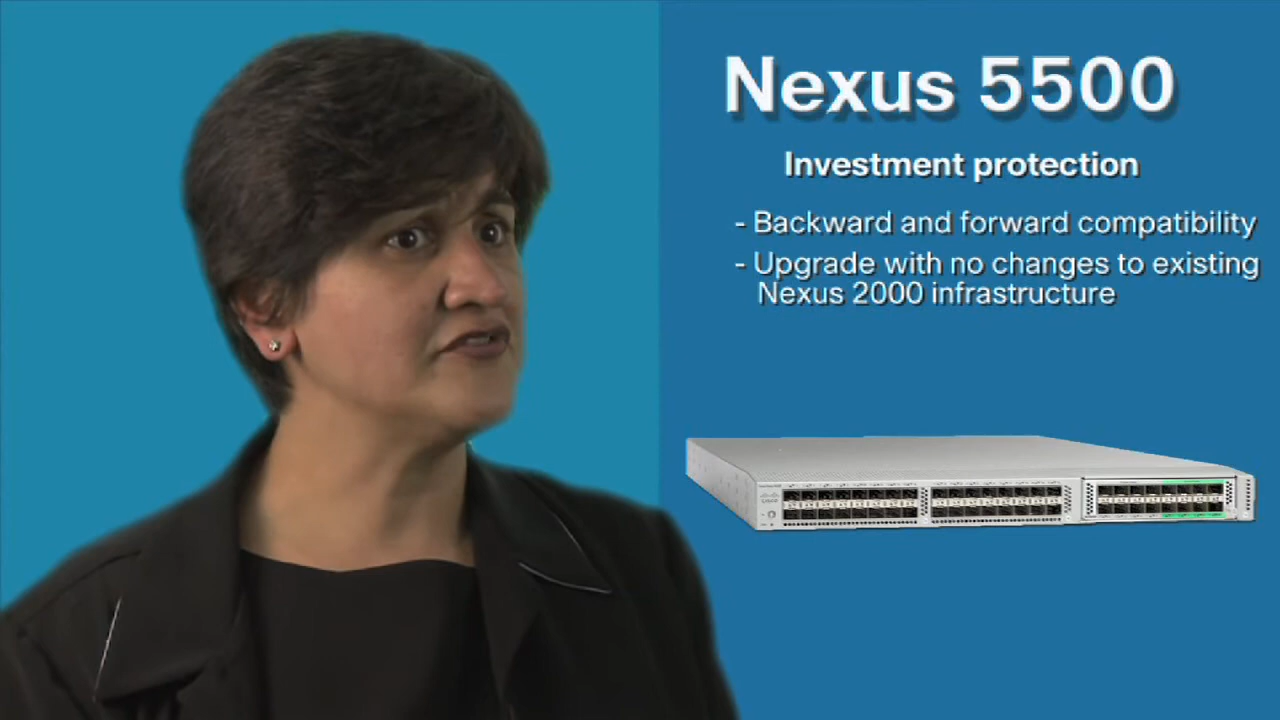 Nexus 5500
Investment protection
- Backward and forward compatibility
- Upgrade with no changes to existing
Nexus 2000 infrastructure